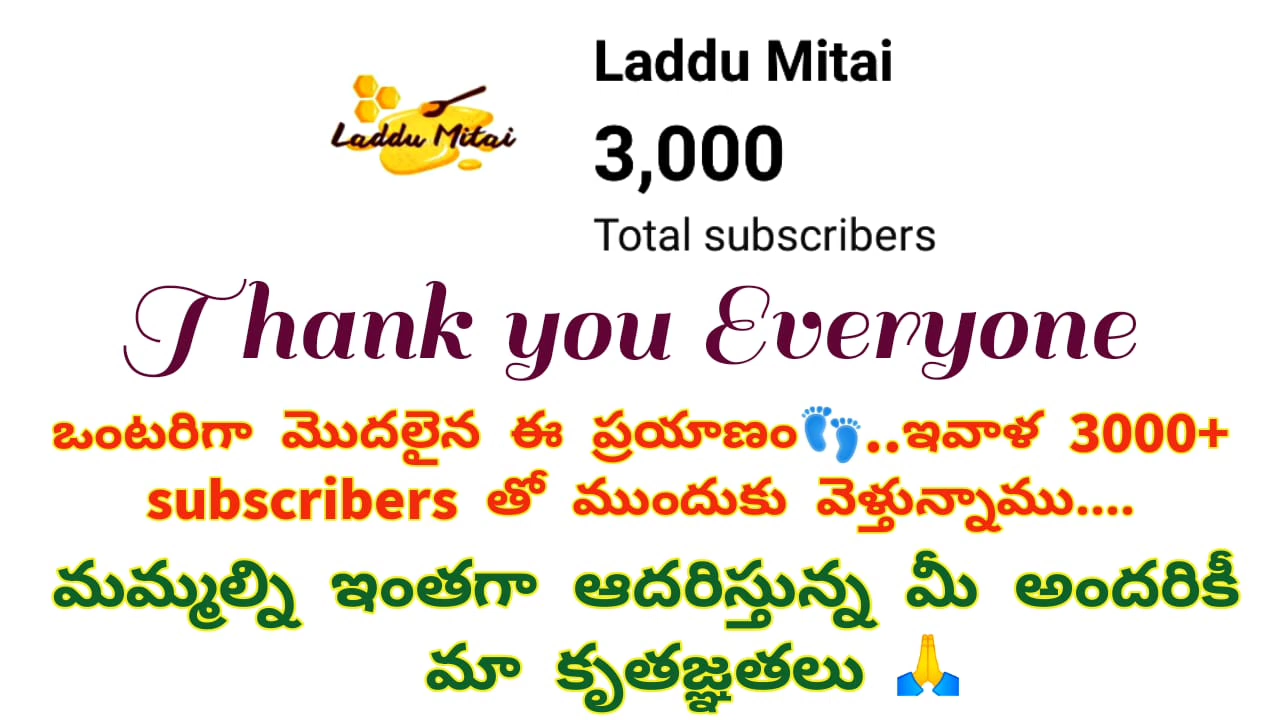 Laddu Mitai
Laddu Mitai
3,000
Total subscribers
Thank you Everyone
ఒంటరిగా మొదలైన ఈ ప్రయాణం👣..ఇవాళ 3000+
subscribers తో ముందుకు వెళ్తున్నాము....
మమ్మల్ని ఇంతగా ఆదరిస్తున్న మీ అందరికీ
మా కృతజ్ఞతలు 🙏